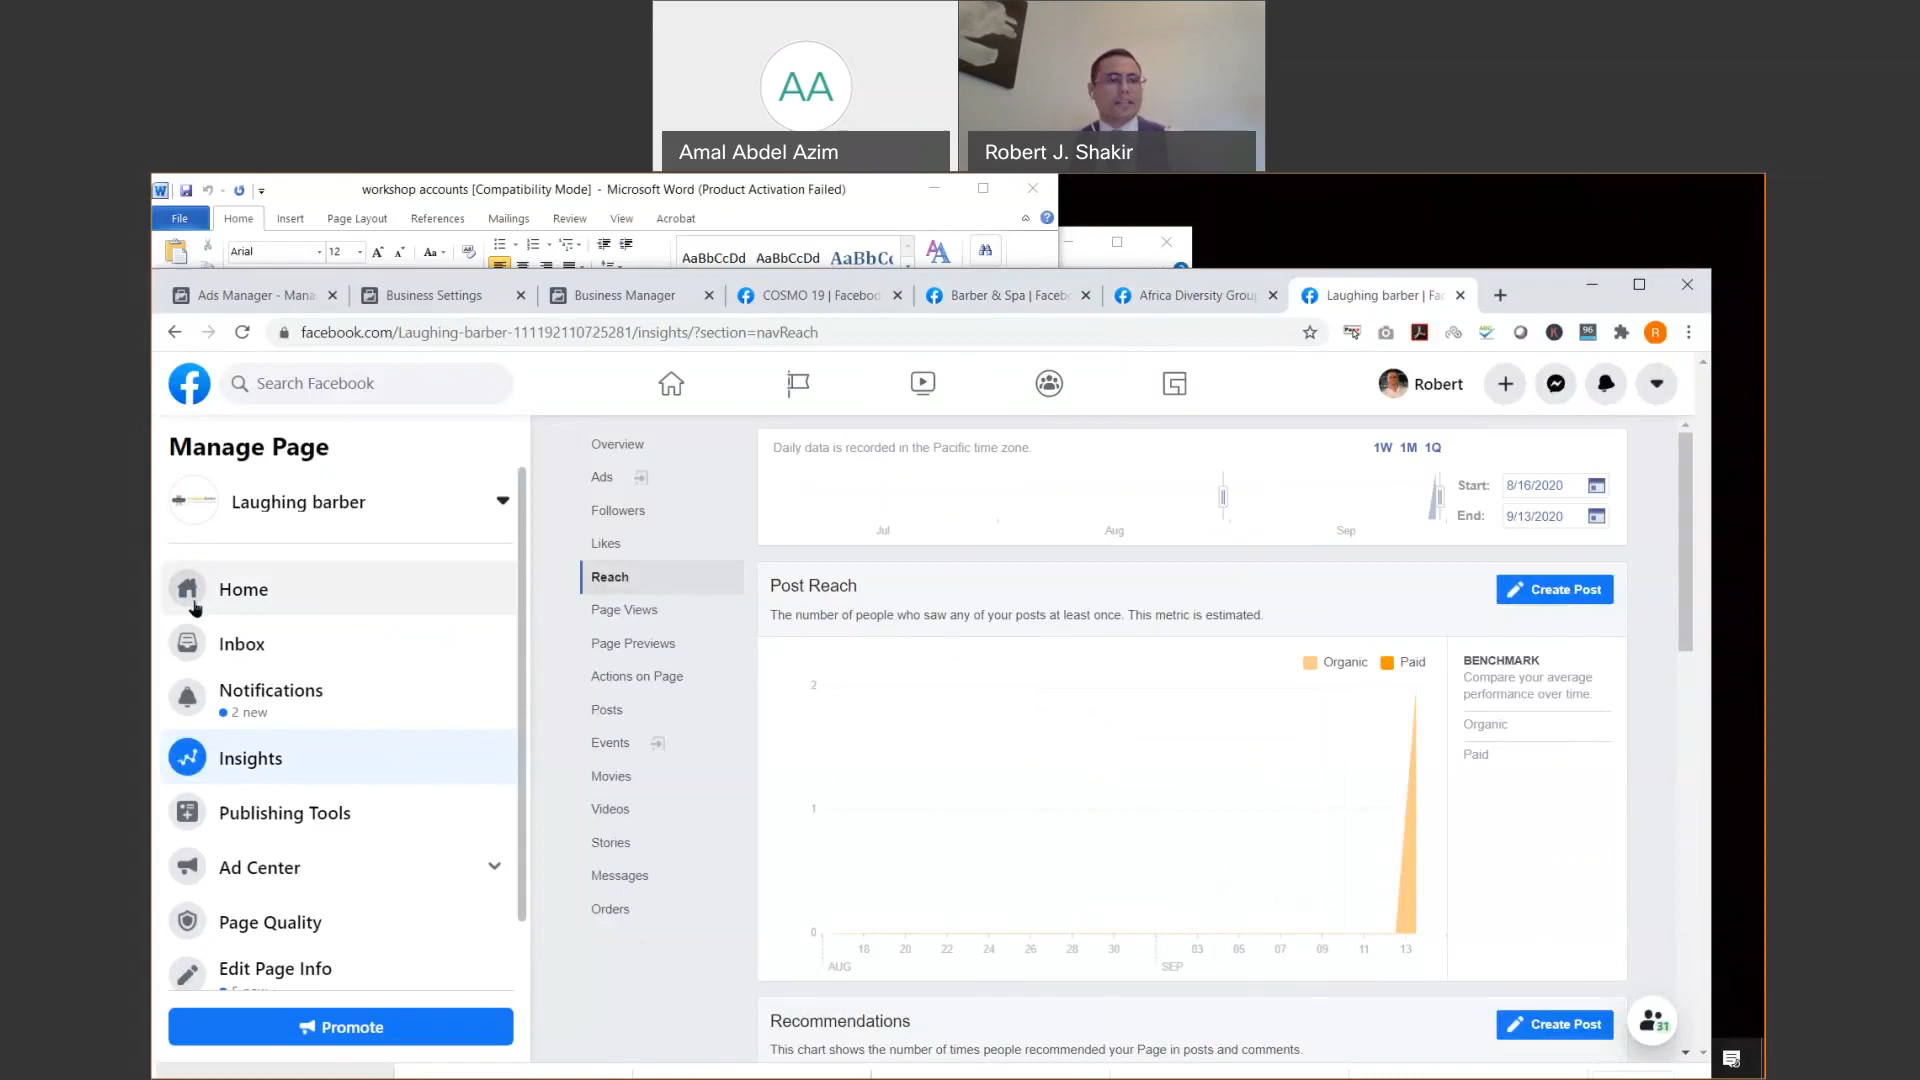 AA
Amal Abdel Azim
Robert J. Shakir
workshop accounts [Compatibility Mode] - Microsoft Word (Product Activation Failed)
File Home Insert Page Layout References Mailings Review View Acrobat
Arial 12
AaBbCcDd AaBbCcDd AaBbCc
Ads Manager - Mana
Business Settings
Business Manager
COSMO 19 | Faceboo
Barber & Spa | Faceb
Africa Diversity Group
Laughing barber | Fac
facebook.com/Laughing-barber-111192110725281/insights/?section=navReach
96
R
Search Facebook
Robert
Manage Page
Laughing barber
Home
Inbox
Notifications
2 new
Insights
Publishing Tools
Ad Center
Page Quality
Edit Page Info
Promote
Overview
Ads
Followers
Likes
Reach
Page Views
Page Previews
Actions on Page
Posts
Events
Movies
Videos
Stories
Messages
Orders
Daily data is recorded in the Pacific time zone.
1W 1M 1Q
Start: 8/16/2020
End: 9/13/2020
Jul Aug Sep
Post Reach
Create Post
The number of people who saw any of your posts at least once. This metric is estimated.
Organic Paid
BENCHMARK
Compare your average
performance over time.
Organic
Paid
2
1
0
18 20 22 24 26 28 30 03 05 07 09 11 13
AUG SEP
Recommendations
Create Post
This chart shows the number of times people recommended your Page in posts and comments.
31